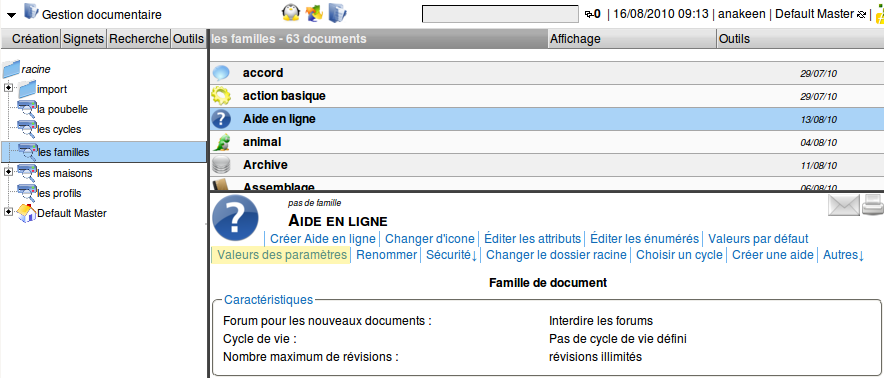 Gestion documentaire 0 | 16/08/2010 09:13 | anakeen | Default Master |
Création Signets Recherche Outils les familles - 63 documents Affichage Outils
racine
import
la poubelle
les cycles
les familles
les maisons
les profils
Default Master
accord 29/07/10
action basique 29/07/10
Aide en ligne 13/08/10
animal 04/08/10
Archive 11/08/10
Assemblage 06/08/10
pas de famille
AIDE EN LIGNE
Créer Aide en ligne Changer d'icone Éditer les attributs Éditer les énumérés Valeurs par défaut
Valeurs des paramètres Renommer Sécurité↓ Changer le dossier racine Choisir un cycle Créer une aide Autres↓
Famille de document
Caractéristiques
Forum pour les nouveaux documents : Interdire les forums
Cycle de vie : Pas de cycle de vie défini
Nombre maximum de révisions : révisions illimités